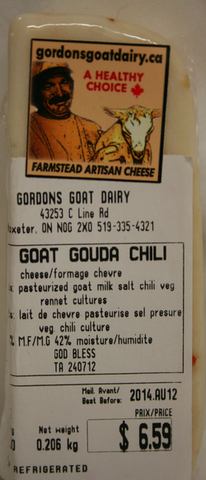 gordonsgoatdairy.ca
A HEALTHY
CHOICE
FARMSTEAD ARTISAN CHEESE
GORDONS GOAT DAIRY
43253 C Line Rd
oxeter, ON NOG 2X0 519-335-4321
GOAT GOUDA CHILI
cheese/formage chevre
pasteurized goat milk salt chili veg
rennet cultures
lait de chevre pasteurise sel presure
veg chili culture
M.F/M.G 42% moisture/humidite
GOD BLESS
TA 240712
Meil. Avant/
Best Before: 2014.AU12
PRIX/PRICE
Net Weight
0.206 kg
$ 6.59
REFRIGERATED